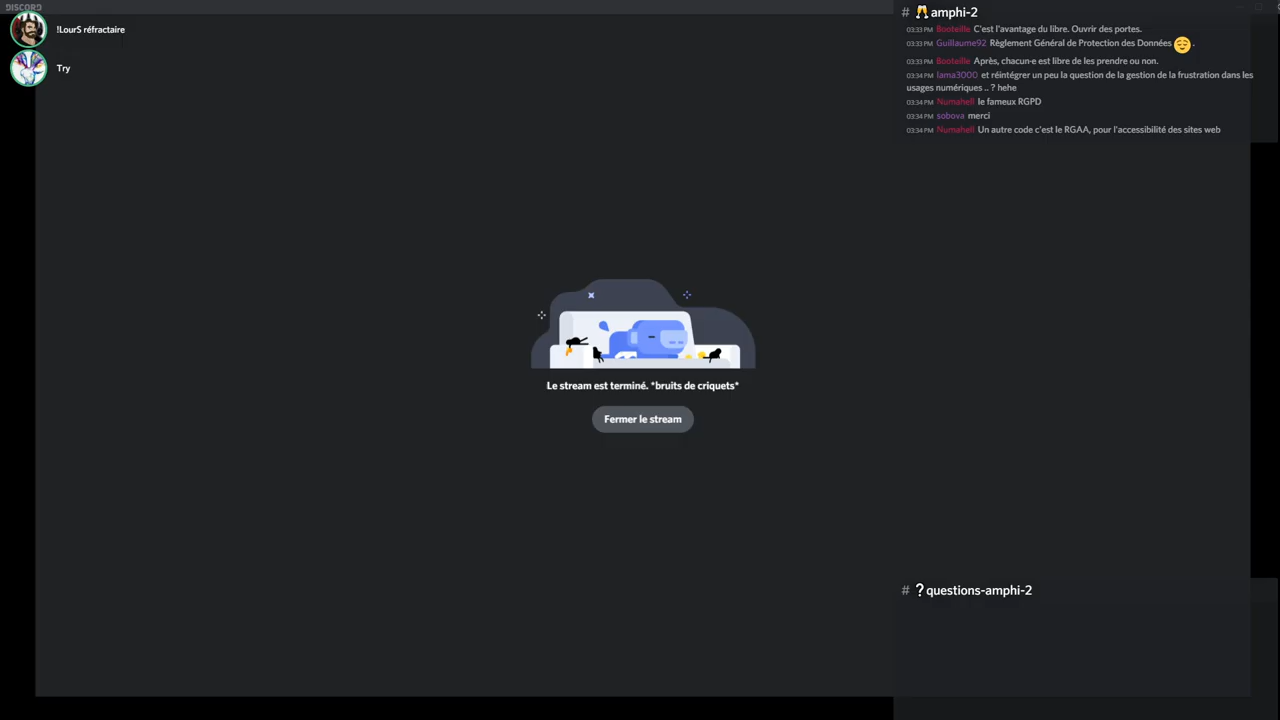 DISCORD
!LourS réfractaire
Try
# amphi-2
03:33 PM Booteille C'est l'avantage du libre. Ouvrir des portes.
03:33 PM Guillaume92 Règlement Général de Protection des Données .
03:33 PM Booteille Après, chacun·e est libre de les prendre ou non.
03:34 PM lama3000 et réintégrer un peu la question de la gestion de la frustration dans les
usages numériques .. ? hehe
03:34 PM Numahell le fameux RGPD
03:34 PM sobova merci
03:34 PM Numahell Un autre code c'est le RGAA, pour l'accessibilité des sites web
Le stream est terminé. *bruits de criquets*
Fermer le stream
# ?questions-amphi-2